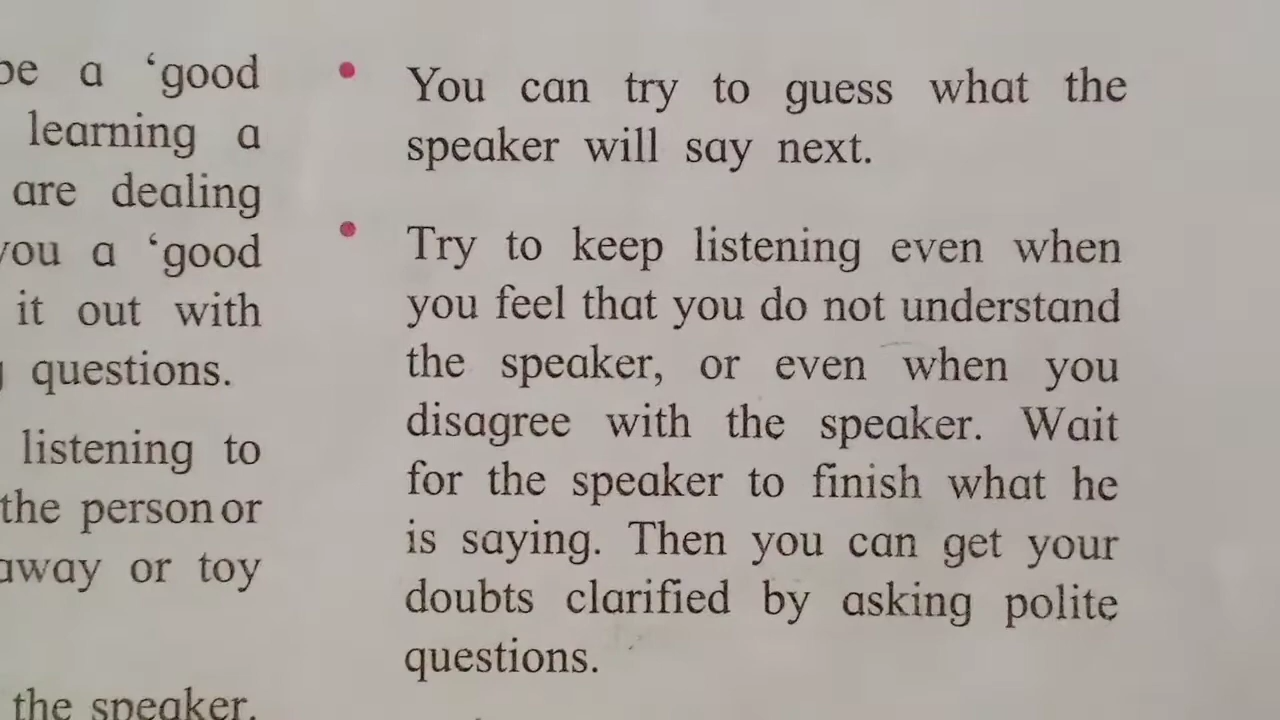 a ‘good
learning a
are dealing
a ‘good
it out with
questions.
listening to
the person or
or toy
the speaker.
• You can try to guess what the
speaker will say next.
• Try to keep listening even when
you feel that you do not understand
the speaker, or even when you
disagree with the speaker. Wait
for the speaker to finish what he
is saying. Then you can get your
doubts clarified by asking polite
questions.